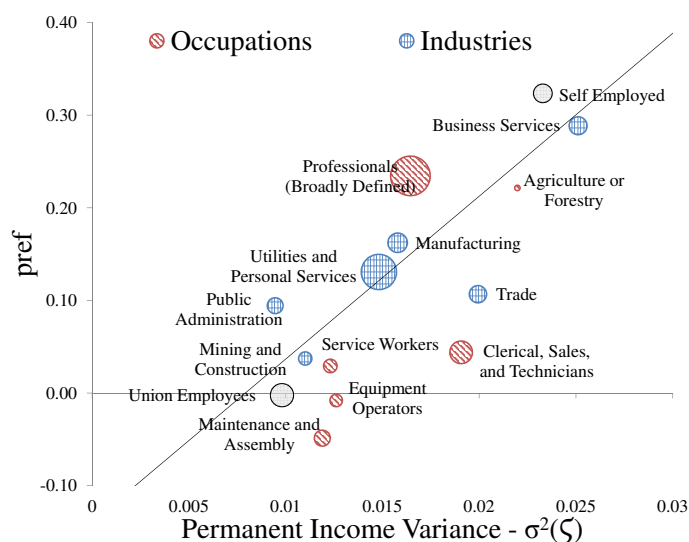 0.40
Occupations
Industries
0.30
Self Employed
Business Services
Professionals
(Broadly Defined)
Agriculture or
Forestry
0.20
pref
Manufacturing
Utilities and
Personal Services
0.10
Public
Administration
Trade
Mining and
Construction
Service Workers
Clerical, Sales,
and Technicians
0.00
Union Employees
Equipment
Operators
Maintenance and
Assembly
-0.10
0
0.005
0.01
0.015
0.02
0.025
0.03
Permanent Income Variance - σ²(ζ)